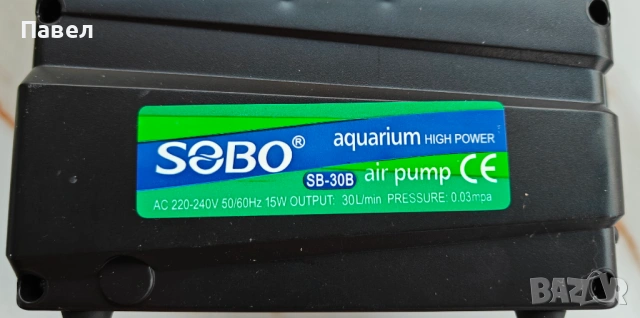 Павел
SOBO®
aquarium HIGH POWER
SB-30B air pump CE
AC 220-240V 50/60Hz 15W OUTPUT: 30L/min PRESSURE: 0.03mpa
BAZAR